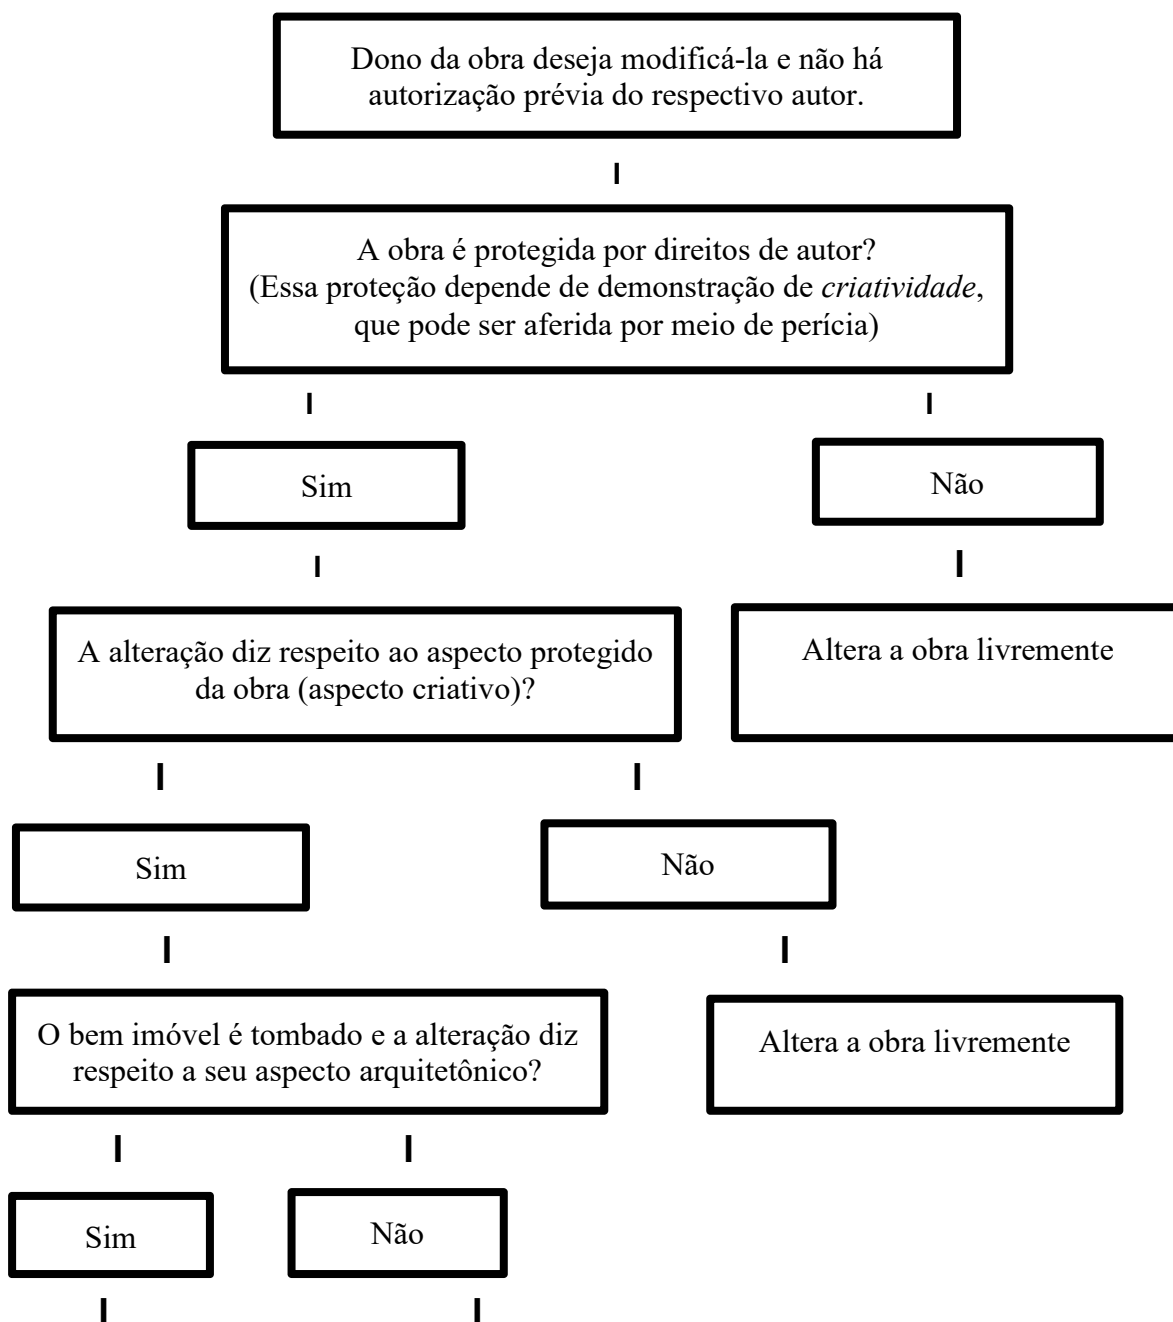 Dono da obra deseja modificá-la e não há
autorização prévia do respectivo autor.
A obra é protegida por direitos de autor?
(Essa proteção depende de demonstração de criatividade,
que pode ser aferida por meio de perícia)
Sim
Não
A alteração diz respeito ao aspecto protegido
da obra (aspecto criativo)?
Altera a obra livremente
Sim
Não
O bem imóvel é tombado e a alteração diz
respeito a seu aspecto arquitetônico?
Altera a obra livremente
Sim
Não